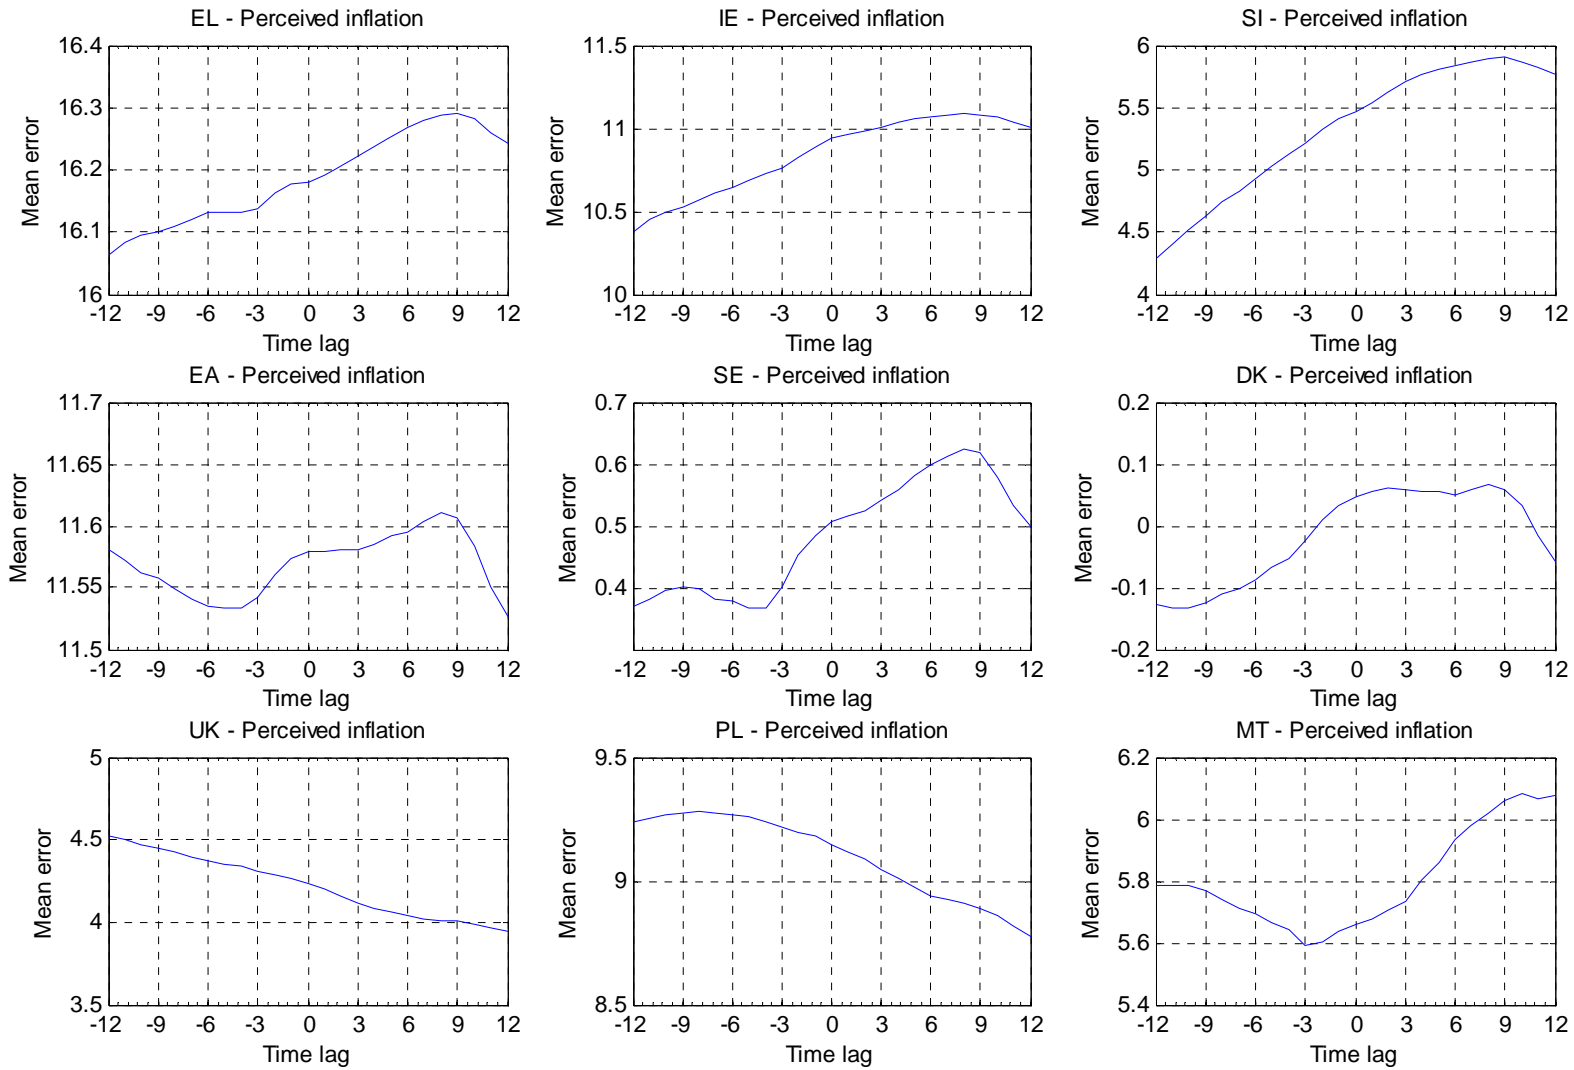 EL - Perceived inflation
16.4
16.3
16.2
16.1
16
Mean error
-12 -9 -6 -3 0 3 6 9 12
Time lag
IE - Perceived inflation
11.5
11
10.5
10
Mean error
-12 -9 -6 -3 0 3 6 9 12
Time lag
SI - Perceived inflation
6
5.5
5
4.5
4
Mean error
-12 -9 -6 -3 0 3 6 9 12
Time lag
EA - Perceived inflation
11.7
11.65
11.6
11.55
11.5
Mean error
-12 -9 -6 -3 0 3 6 9 12
Time lag
SE - Perceived inflation
0.7
0.6
0.5
0.4
Mean error
-12 -9 -6 -3 0 3 6 9 12
Time lag
DK - Perceived inflation
0.2
0.1
0
-0.1
-0.2
Mean error
-12 -9 -6 -3 0 3 6 9 12
Time lag
UK - Perceived inflation
5
4.5
4
3.5
Mean error
-12 -9 -6 -3 0 3 6 9 12
Time lag
PL - Perceived inflation
9.5
9
8.5
Mean error
-12 -9 -6 -3 0 3 6 9 12
Time lag
MT - Perceived inflation
6.2
6
5.8
5.6
5.4
Mean error
-12 -9 -6 -3 0 3 6 9 12
Time lag